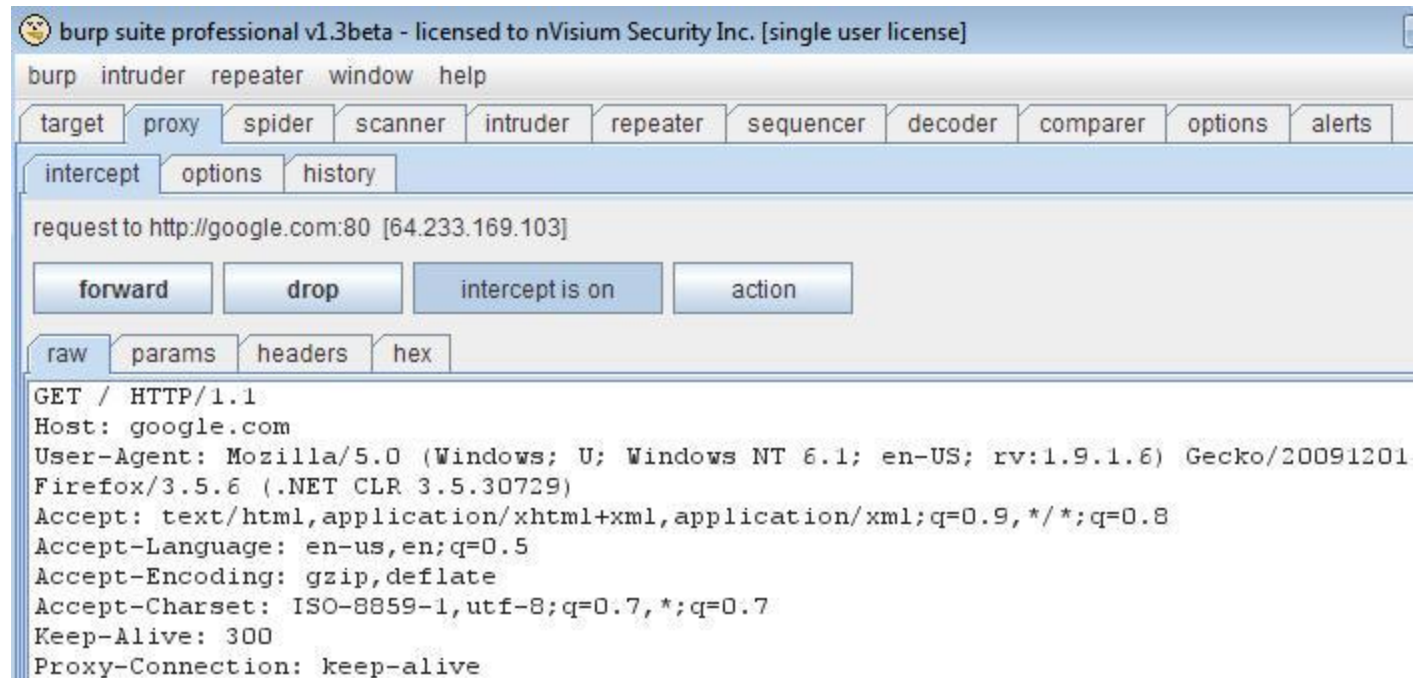 burp suite professional v1.3beta - licensed to nVisium Security Inc. [single user license]
burp intruder repeater window help
target proxy spider scanner intruder repeater sequencer decoder comparer options alerts
intercept options history
request to http://google.com:80 [64.233.169.103]
forward drop intercept is on action
raw params headers hex
GET / HTTP/1.1
Host: google.com
User-Agent: Mozilla/5.0 (Windows; U; Windows NT 6.1; en-US; rv:1.9.1.6) Gecko/20091201
Firefox/3.5.6 (.NET CLR 3.5.30729)
Accept: text/html,application/xhtml+xml,application/xml;q=0.9,*/*;q=0.8
Accept-Language: en-us,en;q=0.5
Accept-Encoding: gzip,deflate
Accept-Charset: ISO-8859-1,utf-8;q=0.7,*;q=0.7
Keep-Alive: 300
Proxy-Connection: keep-alive